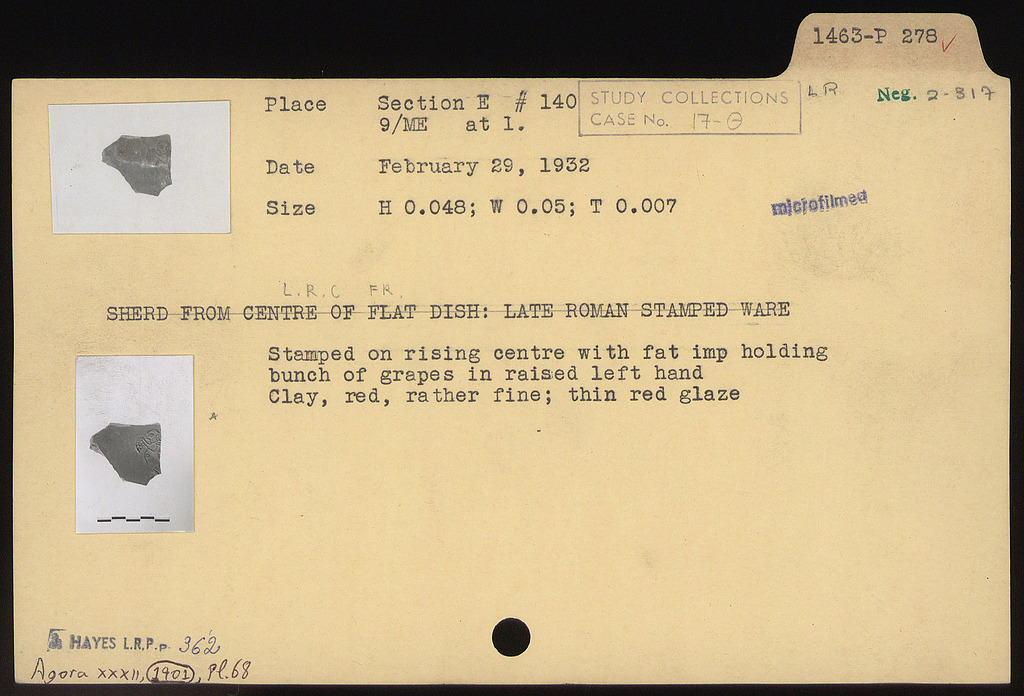 1463-P 278 ✓
Place Section E # 140
9/ME at 1.
STUDY COLLECTIONS
CASE No. 17-Θ
LR
Neg. 2-317
Date February 29, 1932
Size H 0.048; W 0.05; T 0.007
microfilmed
L.R.C FR.
SHERD FROM CENTRE OF FLAT DISH: LATE ROMAN STAMPED WARE
Stamped on rising centre with fat imp holding
bunch of grapes in raised left hand
Clay, red, rather fine; thin red glaze
A
HAYES L.R.P. p. 362
Agora XXXII, 1401, Pl. 68